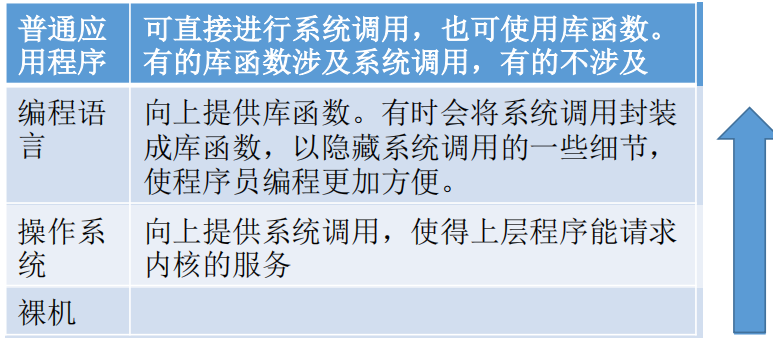 普通应
用程序
可直接进行系统调用，也可使用库函数。
有的库函数涉及系统调用，有的不涉及
编程语
言
向上提供库函数。有时会将系统调用封装
成库函数，以隐藏系统调用的一些细节，
使程序员编程更加方便。
操作系
统
向上提供系统调用，使得上层程序能请求
内核的服务
裸机